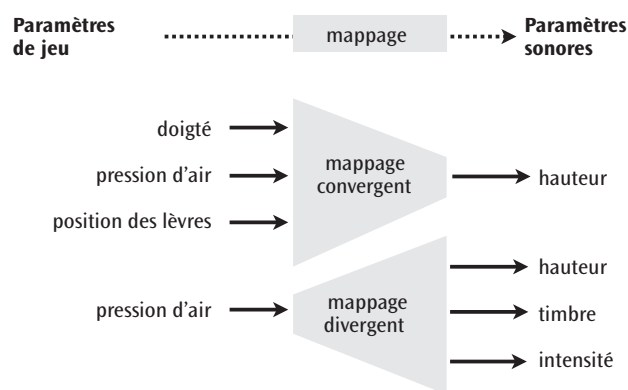 Paramètres
de jeu
mappage
Paramètres
sonores
doigté
pression d'air
position des lèvres
mappage
convergent
hauteur
pression d'air
mappage
divergent
hauteur
timbre
intensité